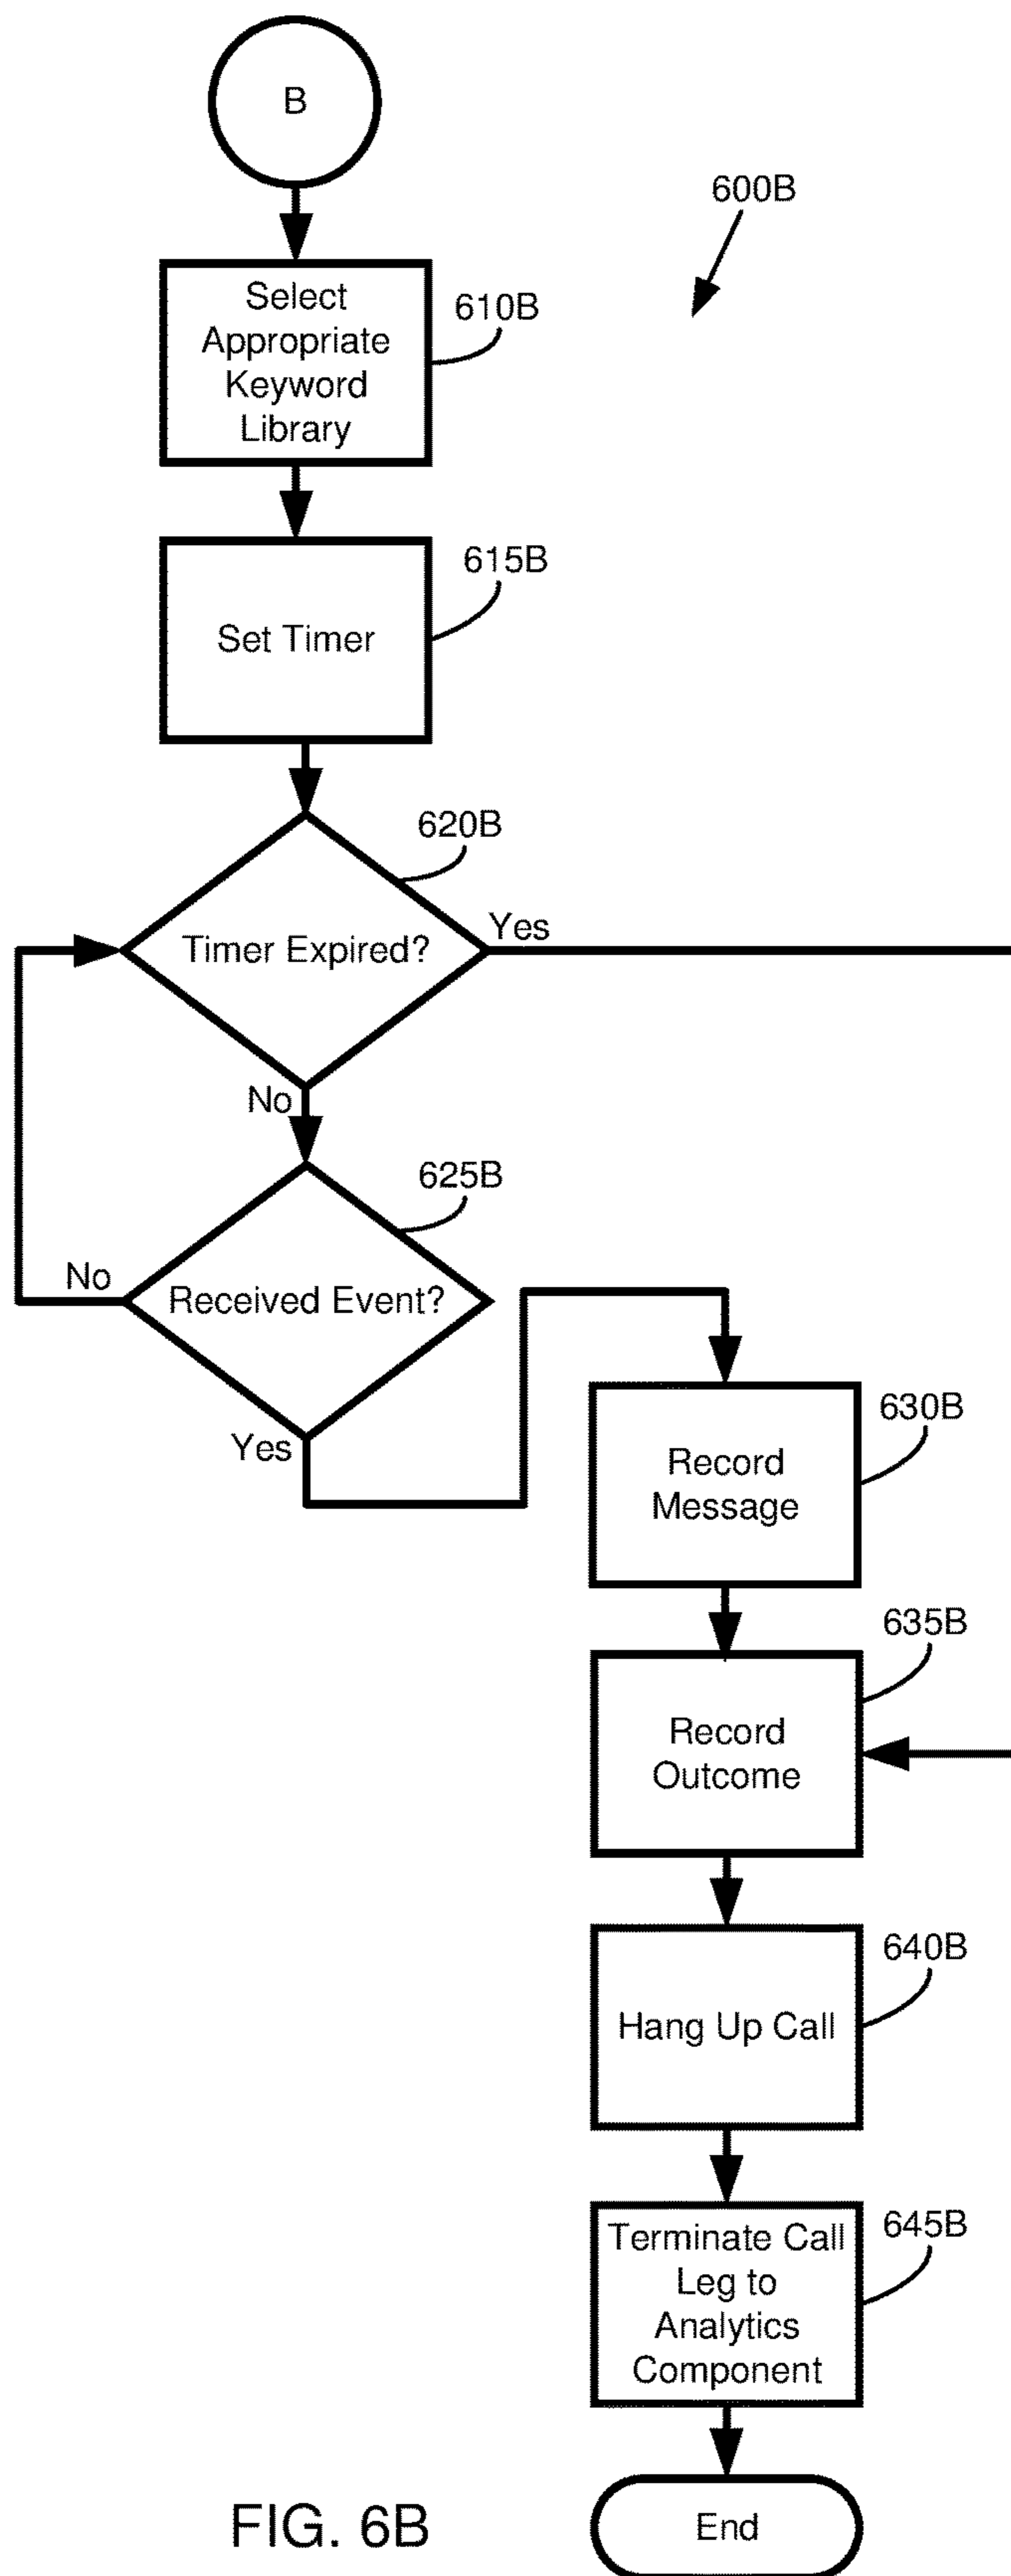 B
600B
Select
Appropriate
Keyword
Library
610B
Set Timer
615B
620B
Timer Expired?
Yes
No
625B
Received Event?
No
Yes
630B
Record
Message
635B
Record
Outcome
640B
Hang Up Call
645B
Terminate Call
Leg to
Analytics
Component
End
FIG. 6B